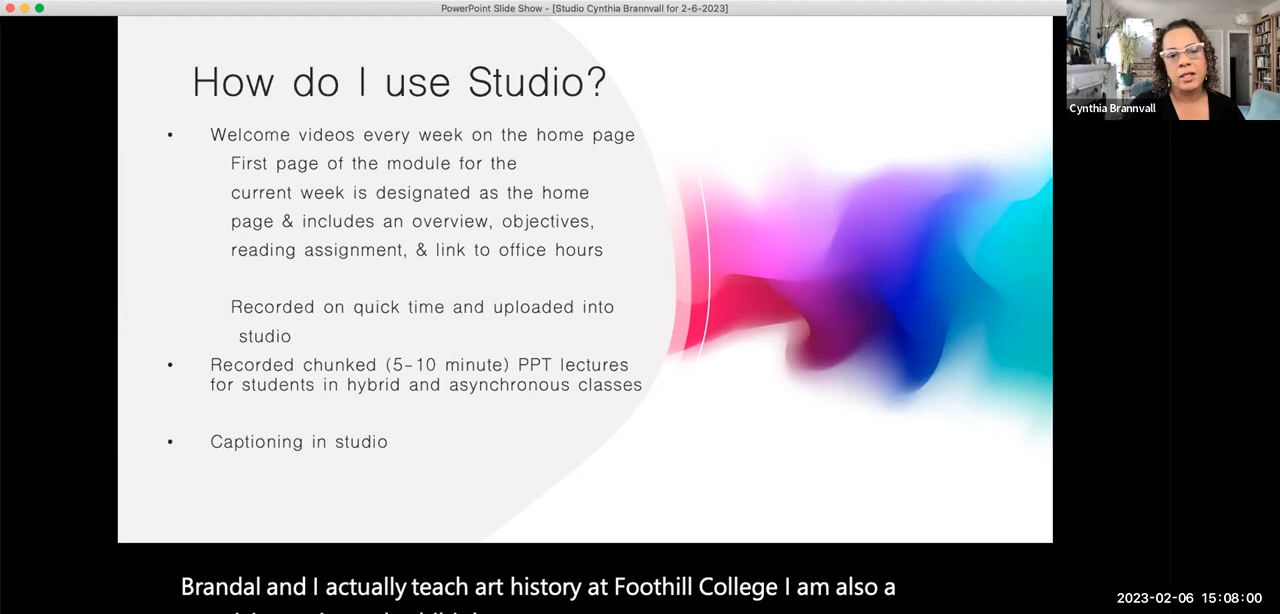 PowerPoint Slide Show - [Studio Cynthia Brannvall for 2-6-2023]
How do I use Studio?
• Welcome videos every week on the home page
First page of the module for the
current week is designated as the home
page & includes an overview, objectives,
reading assignment, & link to office hours
Recorded on quick time and uploaded into
studio
• Recorded chunked (5-10 minute) PPT lectures
for students in hybrid and asynchronous classes
• Captioning in studio
Cynthia Brannvall
Brandal and I actually teach art history at Foothill College I am also a
2023-02-06 15:08:00